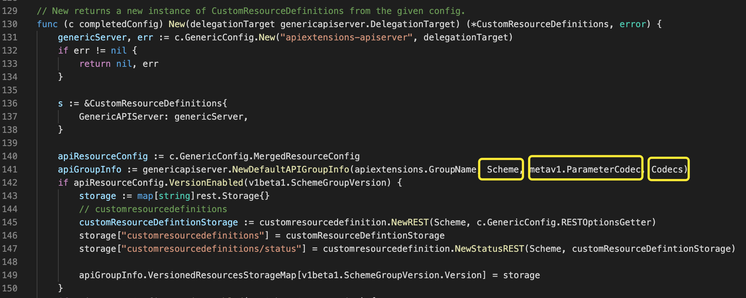 129 // New returns a new instance of CustomResourceDefinitions from the given config.
130 func (c completedConfig) New(delegationTarget genericapiserver.DelegationTarget) (*CustomResourceDefinitions, error) {
131 genericServer, err := c.GenericConfig.New("apiextensions-apiserver", delegationTarget)
132 if err != nil {
133 return nil, err
134 }
135
136 s := &CustomResourceDefinitions{
137 GenericAPIServer: genericServer,
138 }
139
140 apiResourceConfig := c.GenericConfig.MergedResourceConfig
141 apiGroupInfo := genericapiserver.NewDefaultAPIGroupInfo(apiextensions.GroupName, Scheme, metav1.ParameterCodec, Codecs)
142 if apiResourceConfig.VersionEnabled(v1beta1.SchemeGroupVersion) {
143 storage := map[string]rest.Storage{}
144 // customresourcedefinitions
145 customResourceDefintionStorage := customresourcedefinition.NewREST(Scheme, c.GenericConfig.RESTOptionsGetter)
146 storage["customresourcedefinitions"] = customResourceDefintionStorage
147 storage["customresourcedefinitions/status"] = customresourcedefinition.NewStatusREST(Scheme, customResourceDefintionStorage)
148
149 apiGroupInfo.VersionedResourcesStorageMap[v1beta1.SchemeGroupVersion.Version] = storage
150 }